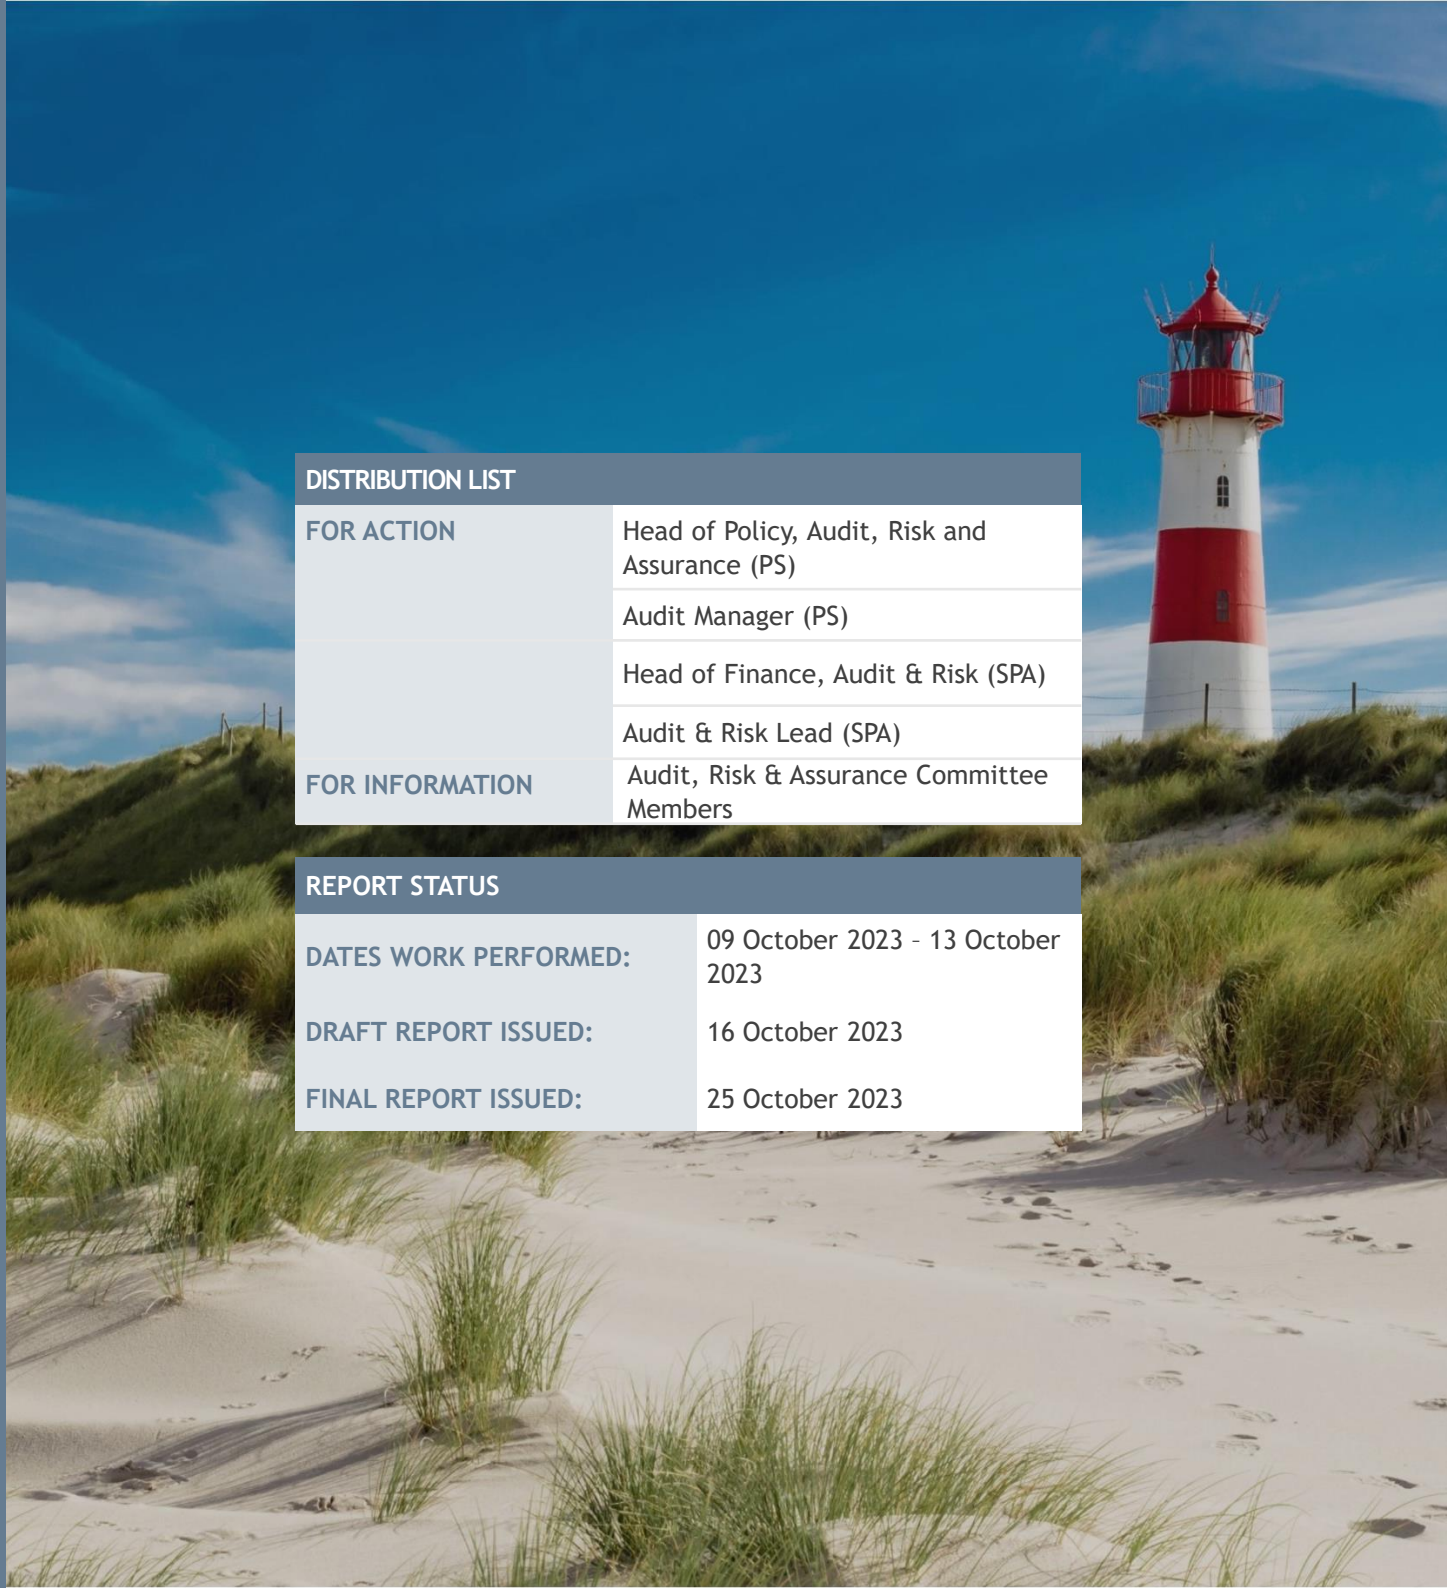 DISTRIBUTION LIST
FOR ACTION
Head of Policy, Audit, Risk and
Assurance (PS)
Audit Manager (PS)
Head of Finance, Audit & Risk (SPA)
Audit & Risk Lead (SPA)
FOR INFORMATION
Audit, Risk & Assurance Committee
Members
REPORT STATUS
DATES WORK PERFORMED:
09 October 2023 – 13 October
2023
DRAFT REPORT ISSUED:
16 October 2023
FINAL REPORT ISSUED:
25 October 2023